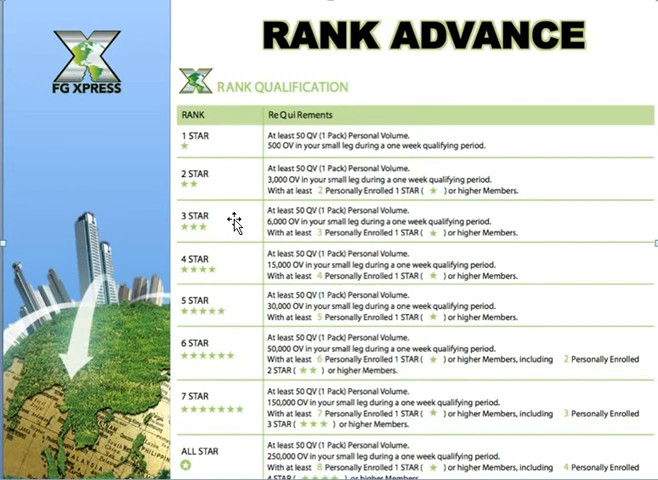 RANK ADVANCE
FG XPRESS
RANK QUALIFICATION
RANK ReQuiRements
1 STAR
At least 50 QV (1 Pack) Personal Volume.
500 OV in your small leg during a one week qualifying period.
2 STAR
At least 50 QV (1 Pack) Personal Volume.
3,000 OV in your small leg during a one week qualifying period.
With at least 2 Personally Enrolled 1 STAR ( ★ ) or higher Members.
3 STAR
At least 50 QV (1 Pack) Personal Volume.
6,000 OV in your small leg during a one week qualifying period.
With at least 3 Personally Enrolled 1 STAR ( ★ ) or higher Members.
4 STAR
At least 50 QV (1 Pack) Personal Volume.
15,000 OV in your small leg during a one week qualifying period.
With at least 4 Personally Enrolled 1 STAR ( ★ ) or higher Members.
5 STAR
At least 50 QV (1 Pack) Personal Volume.
30,000 OV in your small leg during a one week qualifying period.
With at least 5 Personally Enrolled 1 STAR ( ★ ) or higher Members.
6 STAR
At least 50 QV (1 Pack) Personal Volume.
50,000 OV in your small leg during a one week qualifying period.
With at least 6 Personally Enrolled 1 STAR ( ★ ) or higher Members, including 2 Personally Enrolled
2 STAR ( ★ ★ ) or higher Members.
7 STAR
At least 50 QV (1 Pack) Personal Volume.
150,000 OV in your small leg during a one week qualifying period.
With at least 7 Personally Enrolled 1 STAR ( ★ ) or higher Members, including 3 Personally Enrolled
3 STAR ( ★ ★ ★ ) or higher Members.
ALL STAR
At least 50 QV (1 Pack) Personal Volume.
250,000 OV in your small leg during a one week qualifying period.
With at least 8 Personally Enrolled 1 STAR ( ★ ) or higher Members, including 4 Personally Enrolled
4 STAR ( ★ ★ ★ ★ ) or higher Members.
MALAYSIA